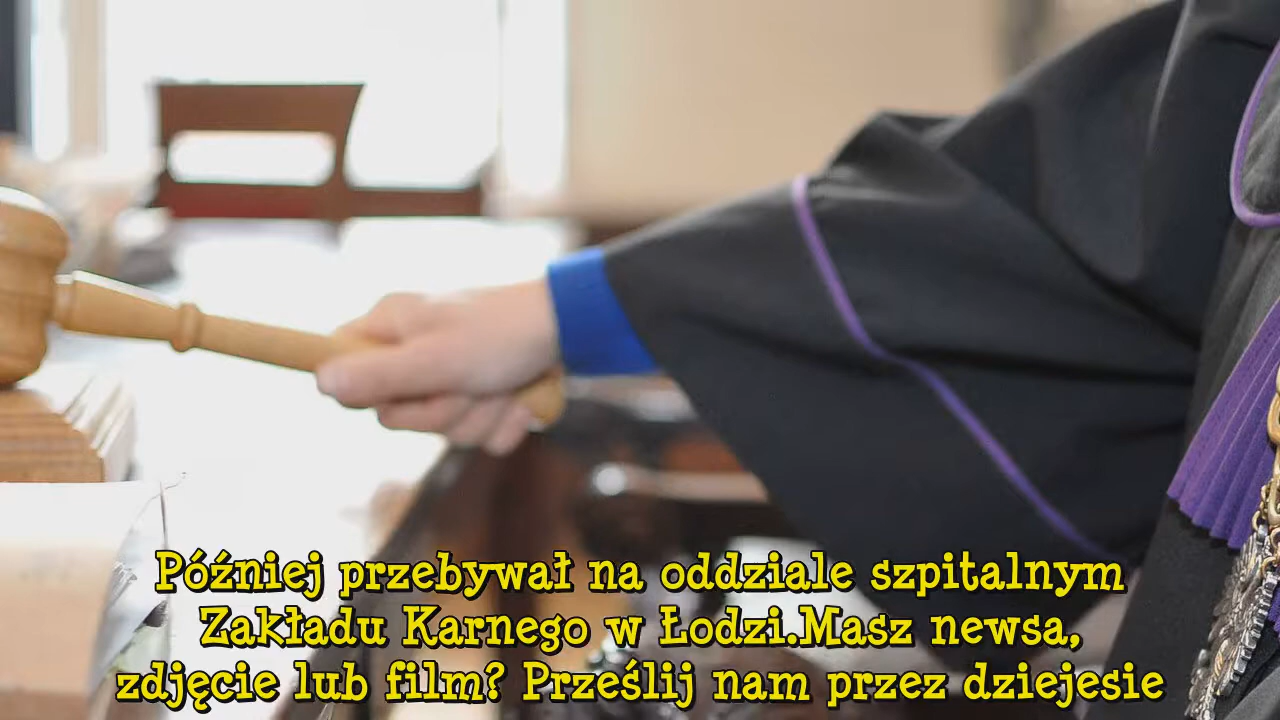 Później przebywał na oddziale szpitalnym
Zakładu Karnego w Łodzi.Masz newsa,
zdjęcie lub film? Prześlij nam przez dziejesie